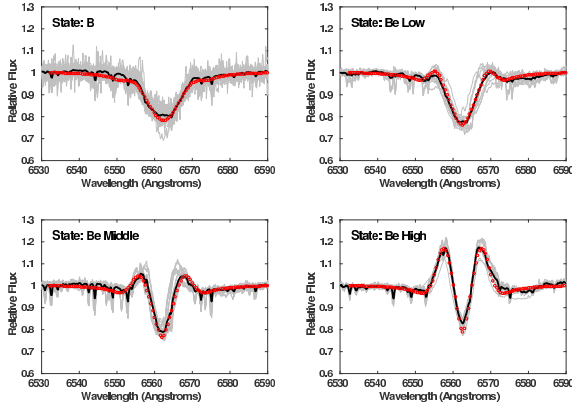 1.3
State: B
1.2
1.1
1
0.9
0.8
0.7
0.6
Relative Flux
6530 6540 6550 6560 6570 6580 6590
Wavelength (Angstroms)
1.3
State: Be Low
1.2
1.1
1
0.9
0.8
0.7
0.6
Relative Flux
6530 6540 6550 6560 6570 6580 6590
Wavelength (Angstroms)
1.3
State: Be Middle
1.2
1.1
1
0.9
0.8
0.7
0.6
Relative Flux
6530 6540 6550 6560 6570 6580 6590
Wavelength (Angstroms)
1.3
State: Be High
1.2
1.1
1
0.9
0.8
0.7
0.6
Relative Flux
6530 6540 6550 6560 6570 6580 6590
Wavelength (Angstroms)